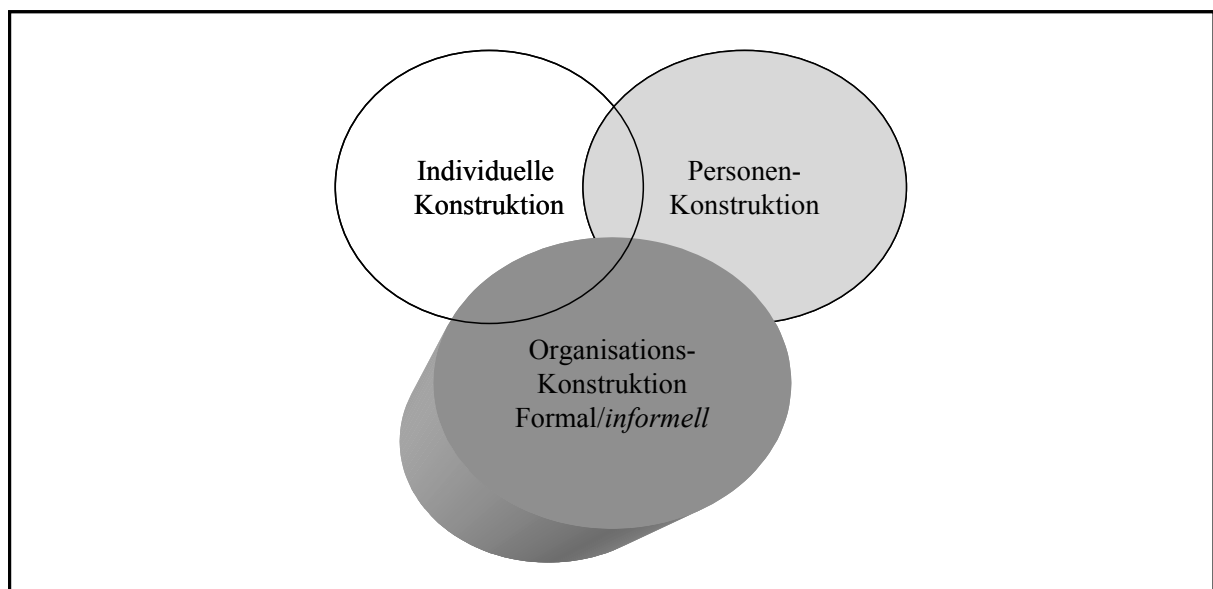 Individuelle
Konstruktion
Personen-
Konstruktion
Organisations-
Konstruktion
Formal/informell